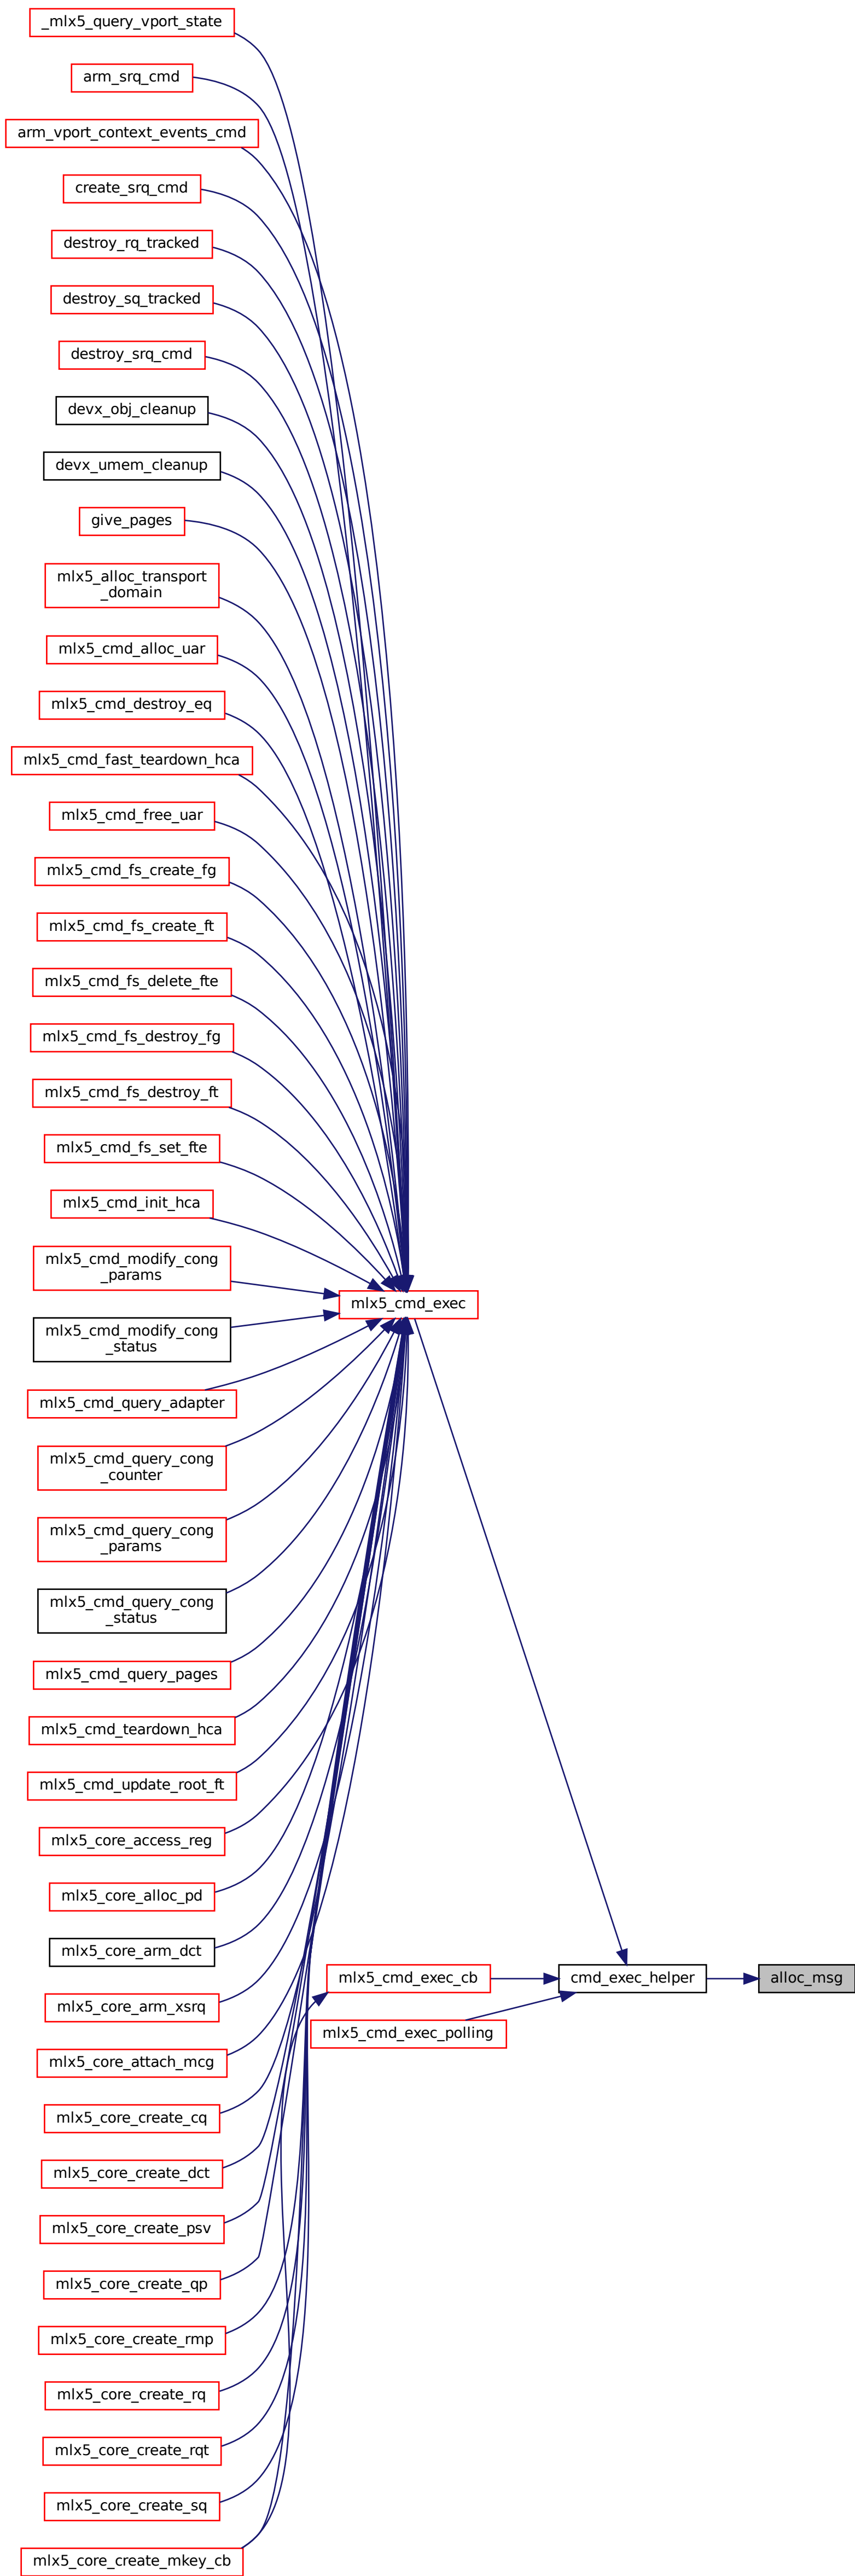 _mlx5_query_vport_state
arm_srq_cmd
arm_vport_context_events_cmd
create_srq_cmd
destroy_rq_tracked
destroy_sq_tracked
destroy_srq_cmd
devx_obj_cleanup
devx_umem_cleanup
give_pages
mlx5_alloc_transport
_domain
mlx5_cmd_alloc_uar
mlx5_cmd_destroy_eq
mlx5_cmd_fast_teardown_hca
mlx5_cmd_free_uar
mlx5_cmd_fs_create_fg
mlx5_cmd_fs_create_ft
mlx5_cmd_fs_delete_fte
mlx5_cmd_fs_destroy_fg
mlx5_cmd_fs_destroy_ft
mlx5_cmd_fs_set_fte
mlx5_cmd_init_hca
mlx5_cmd_modify_cong
_params
mlx5_cmd_exec
mlx5_cmd_modify_cong
_status
mlx5_cmd_query_adapter
mlx5_cmd_query_cong
_counter
mlx5_cmd_query_cong
_params
mlx5_cmd_query_cong
_status
mlx5_cmd_query_pages
mlx5_cmd_teardown_hca
mlx5_cmd_update_root_ft
mlx5_core_access_reg
mlx5_core_alloc_pd
mlx5_core_arm_dct
mlx5_cmd_exec_cb
cmd_exec_helper
alloc_msg
mlx5_core_arm_xsrq
mlx5_cmd_exec_polling
mlx5_core_attach_mcg
mlx5_core_create_cq
mlx5_core_create_dct
mlx5_core_create_psv
mlx5_core_create_qp
mlx5_core_create_rmp
mlx5_core_create_rq
mlx5_core_create_rqt
mlx5_core_create_sq
mlx5_core_create_mkey_cb